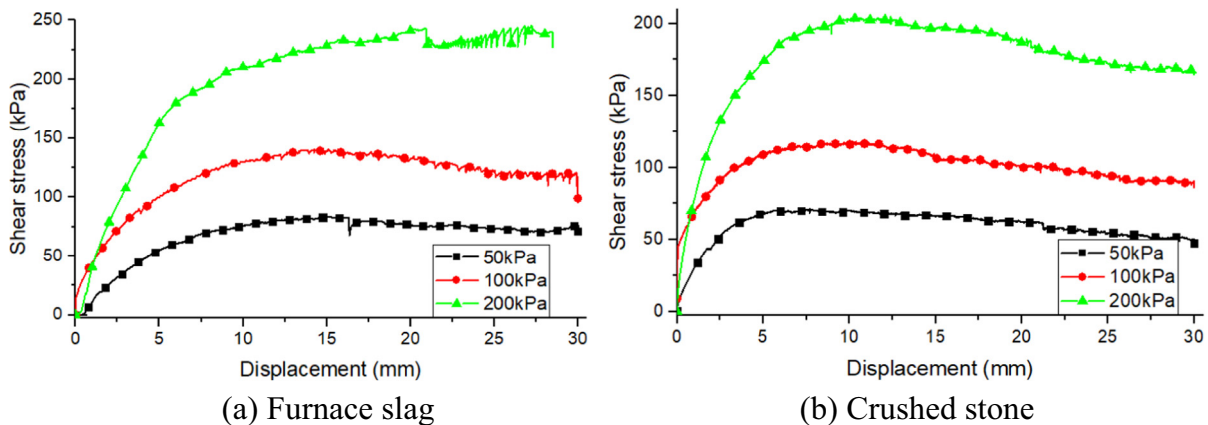 250
200
150
100
50
0
Shear stress (kPa)
0
5
10
15
20
25
30
Displacement (mm)
50kPa
100kPa
200kPa
(a) Furnace slag
200
150
100
50
0
Shear stress (kPa)
0
5
10
15
20
25
30
Displacement (mm)
50kPa
100kPa
200kPa
(b) Crushed stone